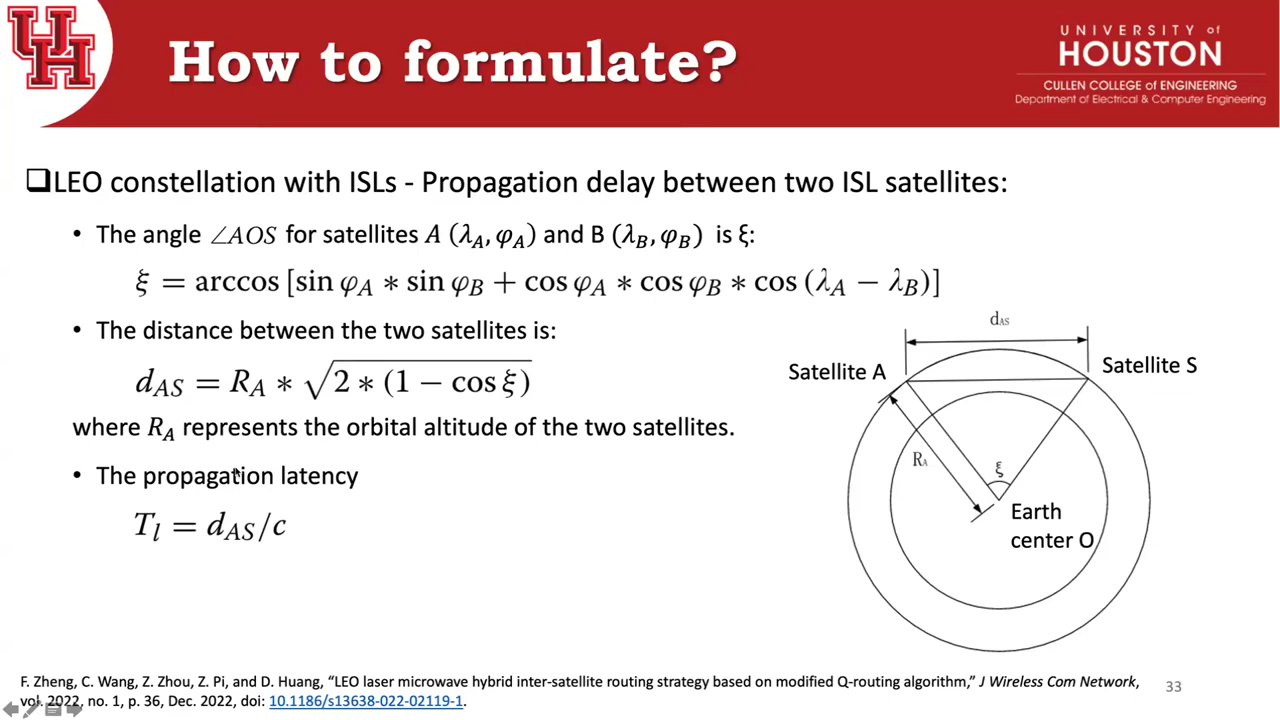 UH
How to formulate?
UNIVERSITY of
HOUSTON
CULLEN COLLEGE of ENGINEERING
Department of Electrical & Computer Engineering
❑LEO constellation with ISLs - Propagation delay between two ISL satellites:
• The angle ∠AOS for satellites A (λ_A, φ_A) and B (λ_B, φ_B) is ξ:
ξ = arccos [sin φ_A * sin φ_B + cos φ_A * cos φ_B * cos (λ_A − λ_B)]
• The distance between the two satellites is:
d_AS = R_A * √(2 * (1 − cos ξ))
where R_A represents the orbital altitude of the two satellites.
• The propagation latency
T_l = d_AS/c
d_AS
Satellite A
Satellite S
R_A
ξ
Earth
center O
F. Zheng, C. Wang, Z. Zhou, Z. Pi, and D. Huang, “LEO laser microwave hybrid inter-satellite routing strategy based on modified Q-routing algorithm,” J Wireless Com Network,
vol. 2022, no. 1, p. 36, Dec. 2022, doi: 10.1186/s13638-022-02119-1.
33